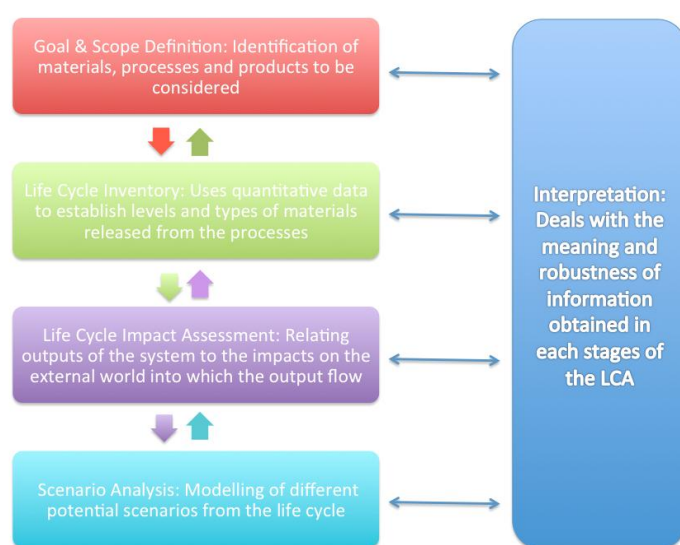 Goal & Scope Definition: Identification of
materials, processes and products to be
considered
Life Cycle Inventory: Uses quantitative data
to establish levels and types of materials
released from the processes
Life Cycle Impact Assessment: Relating
outputs of the system to the impacts on the
external world into which the output flow
Scenario Analysis: Modelling of different
potential scenarios from the life cycle
Interpretation:
Deals with the
meaning and
robustness of
information
obtained in
each stages of
the LCA